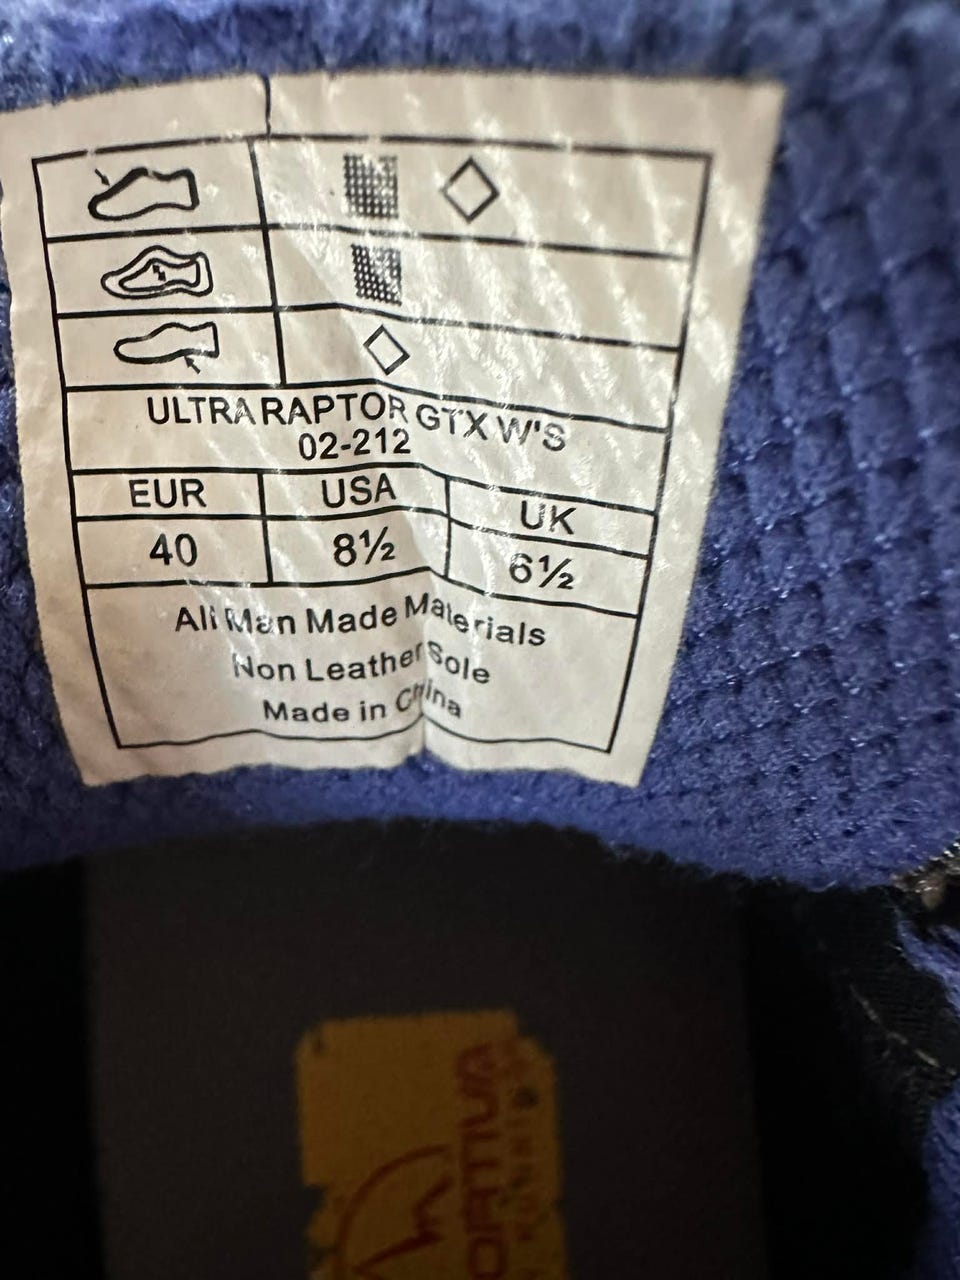 ULTRA RAPTOR GTX W'S
02-212
EUR USA UK
40 8½ 6½
All Man Made Materials
Non Leather Sole
Made in China